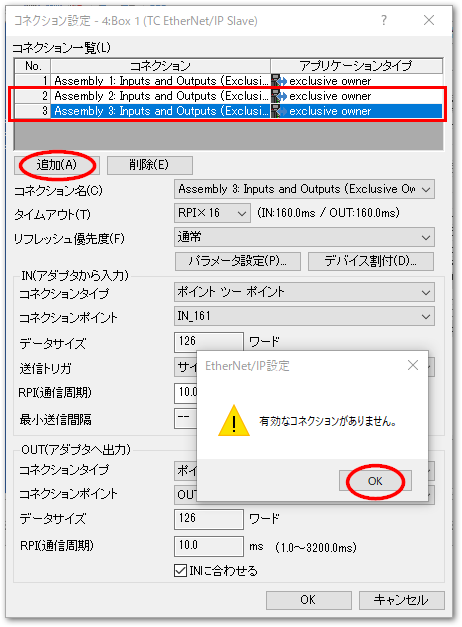 コネクション設定 - 4:Box 1 (TC EtherNet/IP Slave)
コネクション一覧(L)
No. コネクション アプリケーションタイプ
1 Assembly 1: Inputs and Outputs (Exclusi... exclusive owner
2 Assembly 2: Inputs and Outputs (Exclusi... exclusive owner
3 Assembly 3: Inputs and Outputs (Exclusi... exclusive owner
追加(A) 削除(E)
コネクション名(C) Assembly 3: Inputs and Outputs (Exclusive Ow
タイムアウト(T) RPI×16 (IN:160.0ms / OUT:160.0ms)
リフレッシュ優先度(F) 通常
パラメータ設定(P)... デバイス割付(D)...
IN(アダプタから入力)
コネクションタイプ ポイント ツー ポイント
コネクションポイント IN_161
データサイズ 126 ワード
送信トリガ サイ
RPI(通信周期) 10.0
最小送信間隔 --
EtherNet/IP設定
有効なコネクションがありません。
OK
OUT(アダプタへ出力)
コネクションタイプ ポイ
コネクションポイント OU
データサイズ 126 ワード
RPI(通信周期) 10.0 ms (1.0～3200.0ms)
INに合わせる
OK キャンセル